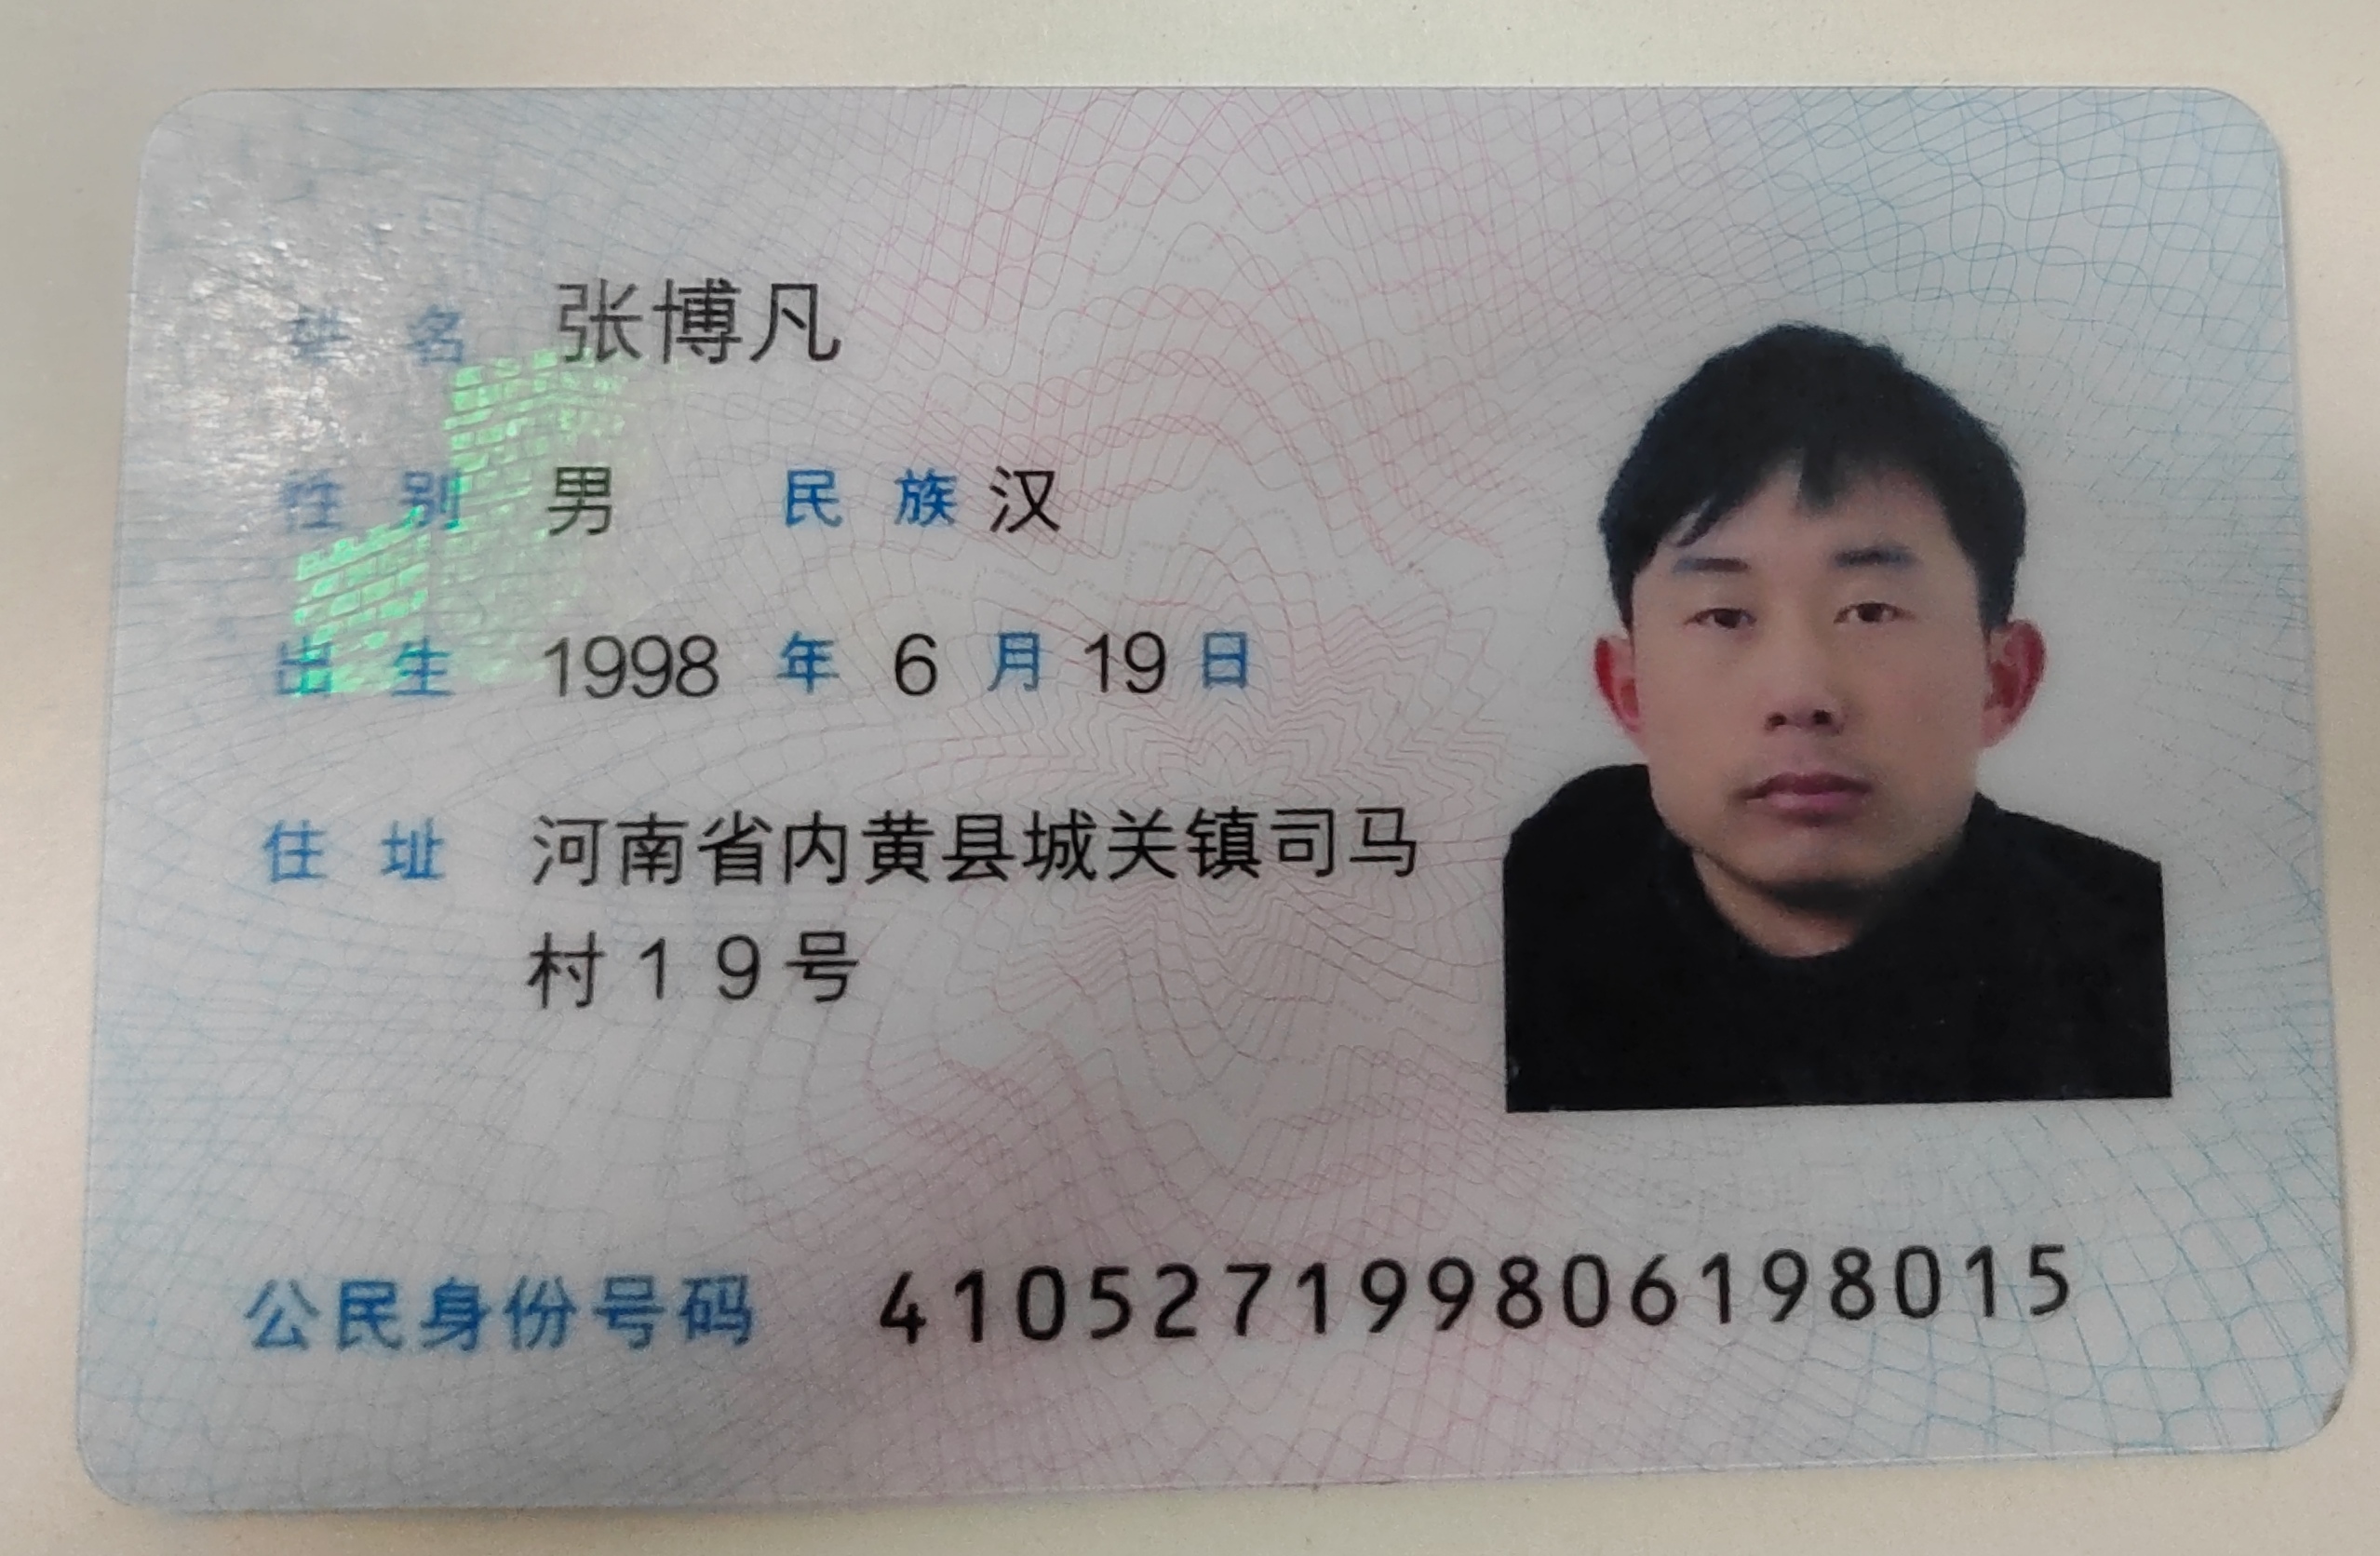 姓名 张博凡
性别 男 民族 汉
出生 1998 年 6 月 19 日
住址 河南省内黄县城关镇司马
村19号
公民身份号码 410527199806198015